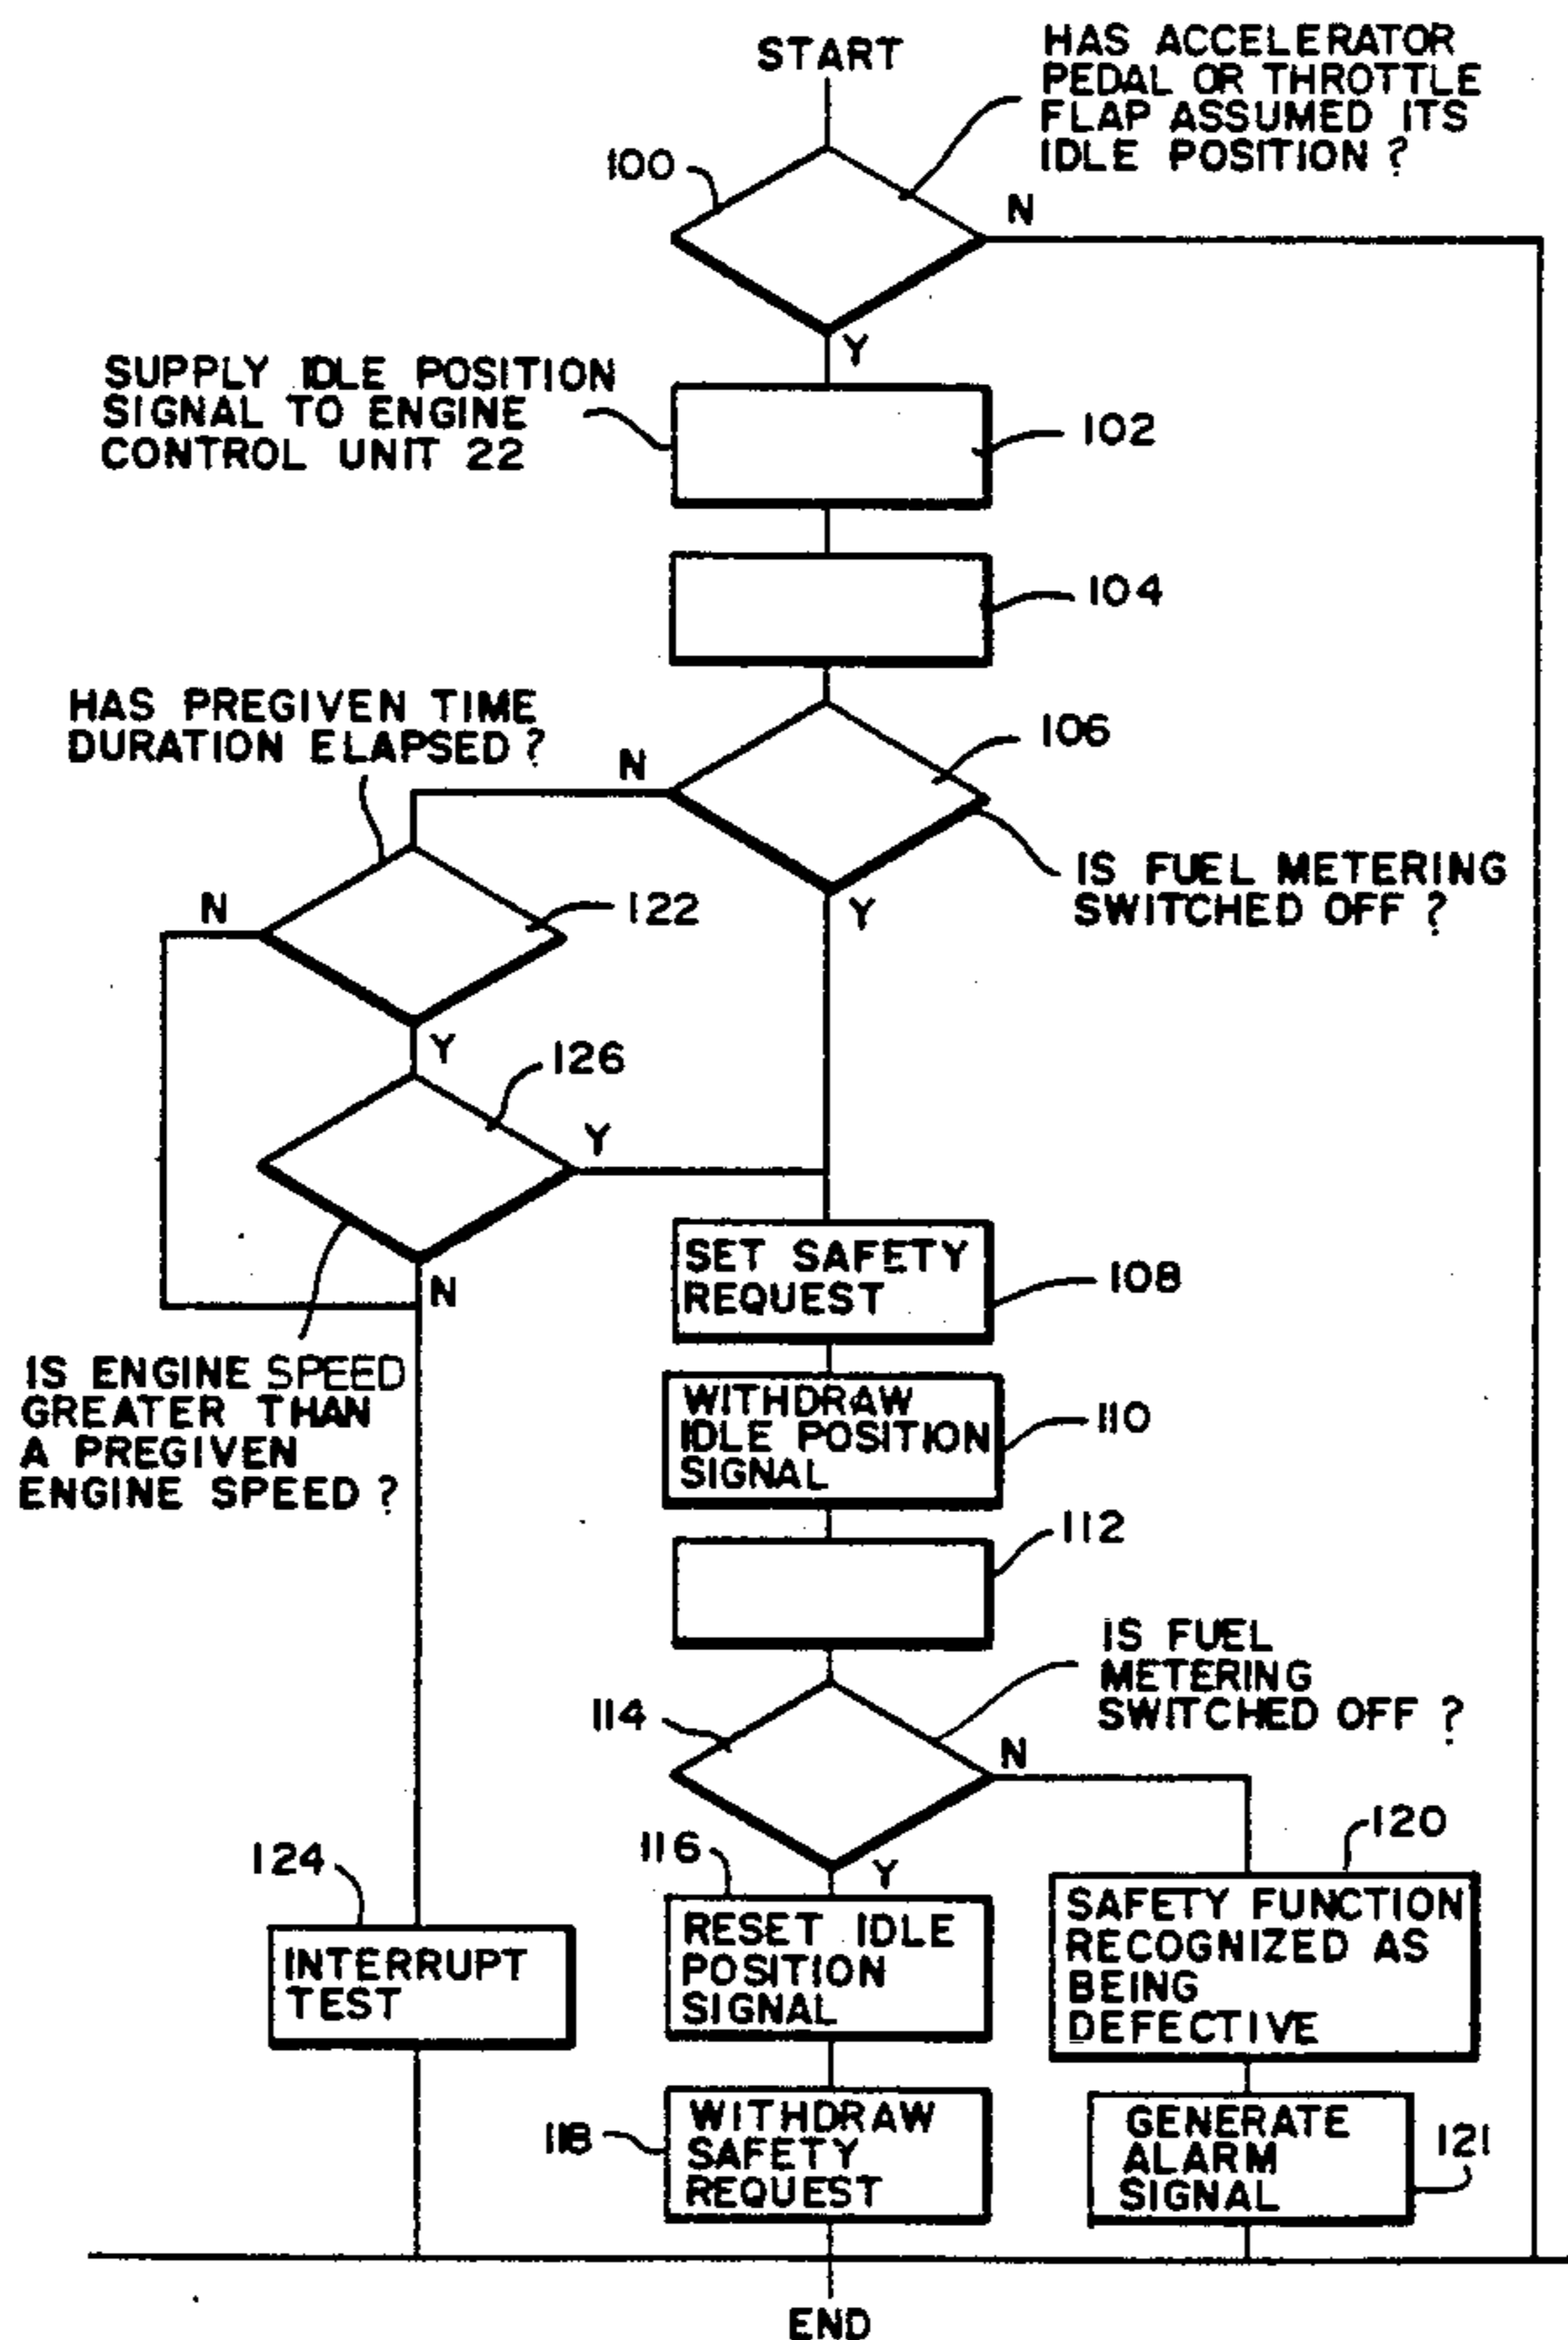 START
HAS ACCELERATOR
PEDAL OR THROTTLE
FLAP ASSUMED ITS
IDLE POSITION ?
100
N
Y
SUPPLY IDLE POSITION
SIGNAL TO ENGINE
CONTROL UNIT 22
102
104
HAS PREGIVEN TIME
DURATION ELAPSED ?
106
N
IS FUEL METERING
SWITCHED OFF ?
Y
122
N
Y
126
Y
N
IS ENGINE SPEED
GREATER THAN
A PREGIVEN
ENGINE SPEED ?
SET SAFETY
REQUEST
108
WITHDRAW
IDLE POSITION
SIGNAL
110
112
IS FUEL
METERING
SWITCHED OFF ?
114
N
Y
116
RESET IDLE
POSITION
SIGNAL
120
SAFETY FUNCTION
RECOGNIZED AS
BEING
DEFECTIVE
124
INTERRUPT
TEST
118
WITHDRAW
SAFETY
REQUEST
GENERATE
ALARM
SIGNAL
121
END